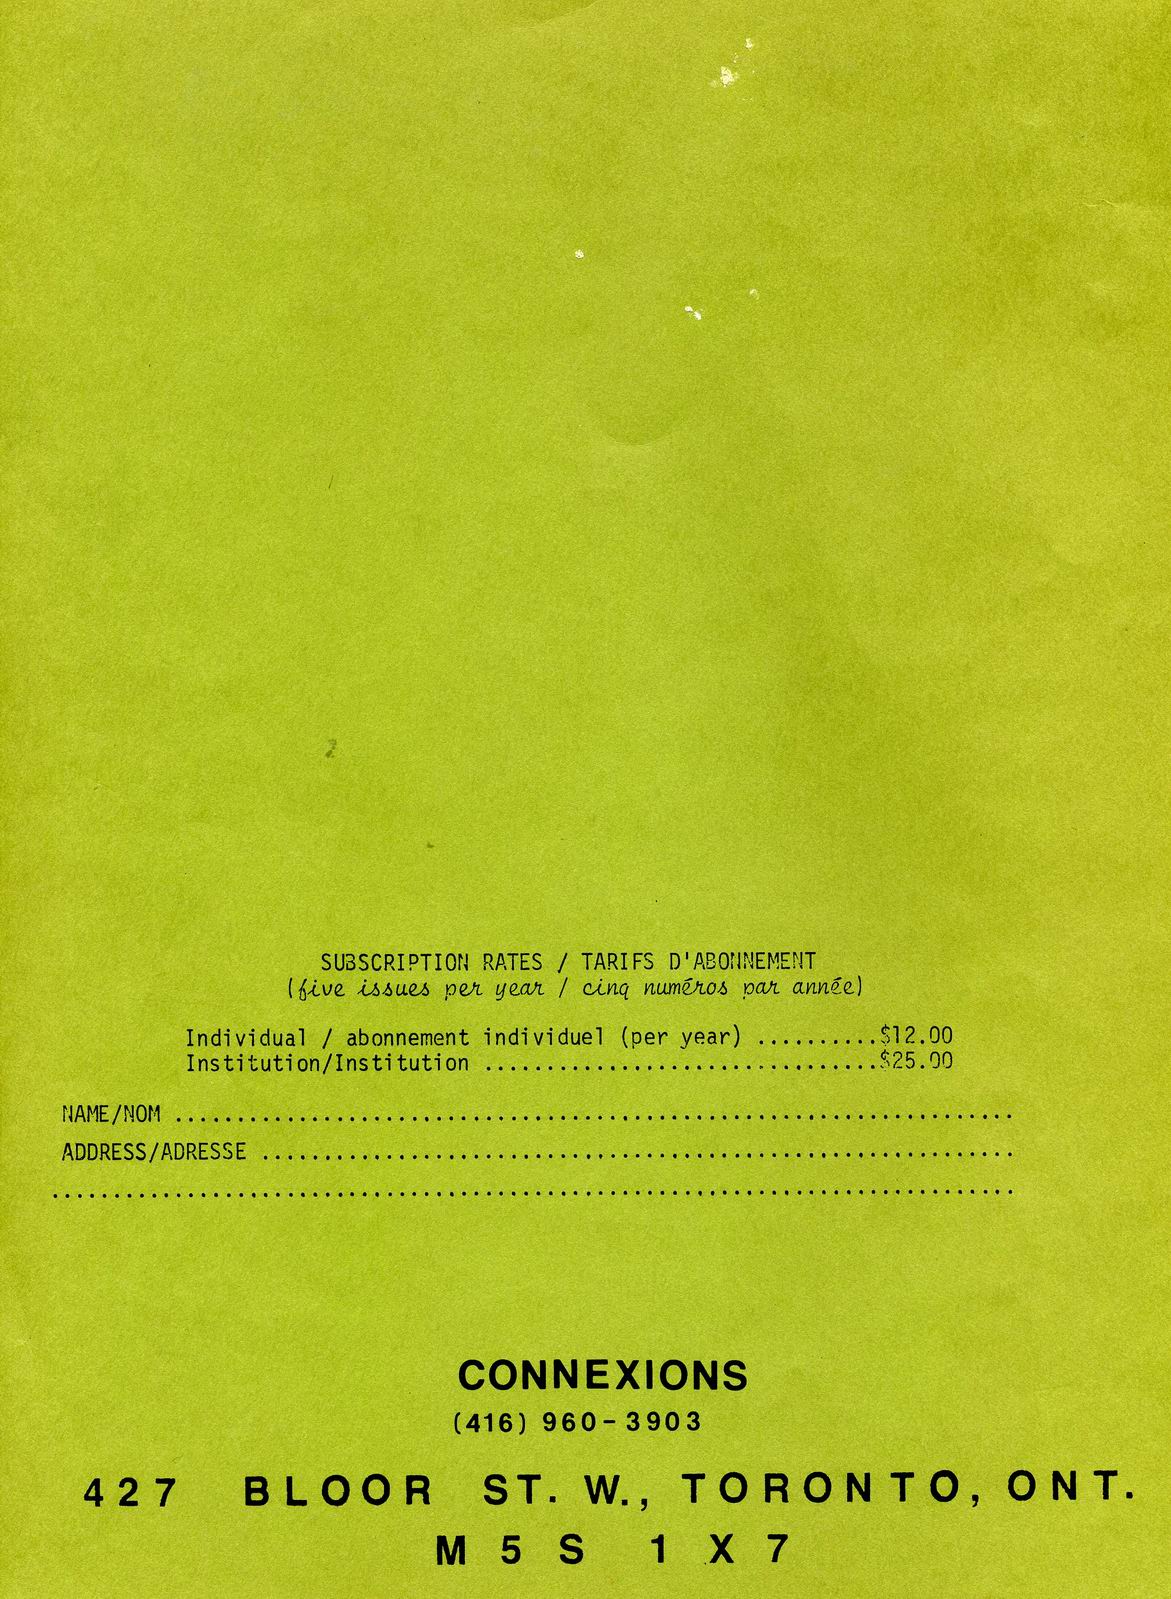 SUBSCRIPTION RATES / TARIFS D'ABONNEMENT
(five issues per year / cinq numéros par année)
Individual / abonnement individuel (per year) ..........$12.00
Institution/Institution ................................$25.00
NAME/NOM ....................................................................
ADDRESS/ADRESSE .............................................................
..............................................................................
CONNEXIONS
(416) 960-3903
427 BLOOR ST. W., TORONTO, ONT.
M5S 1X7